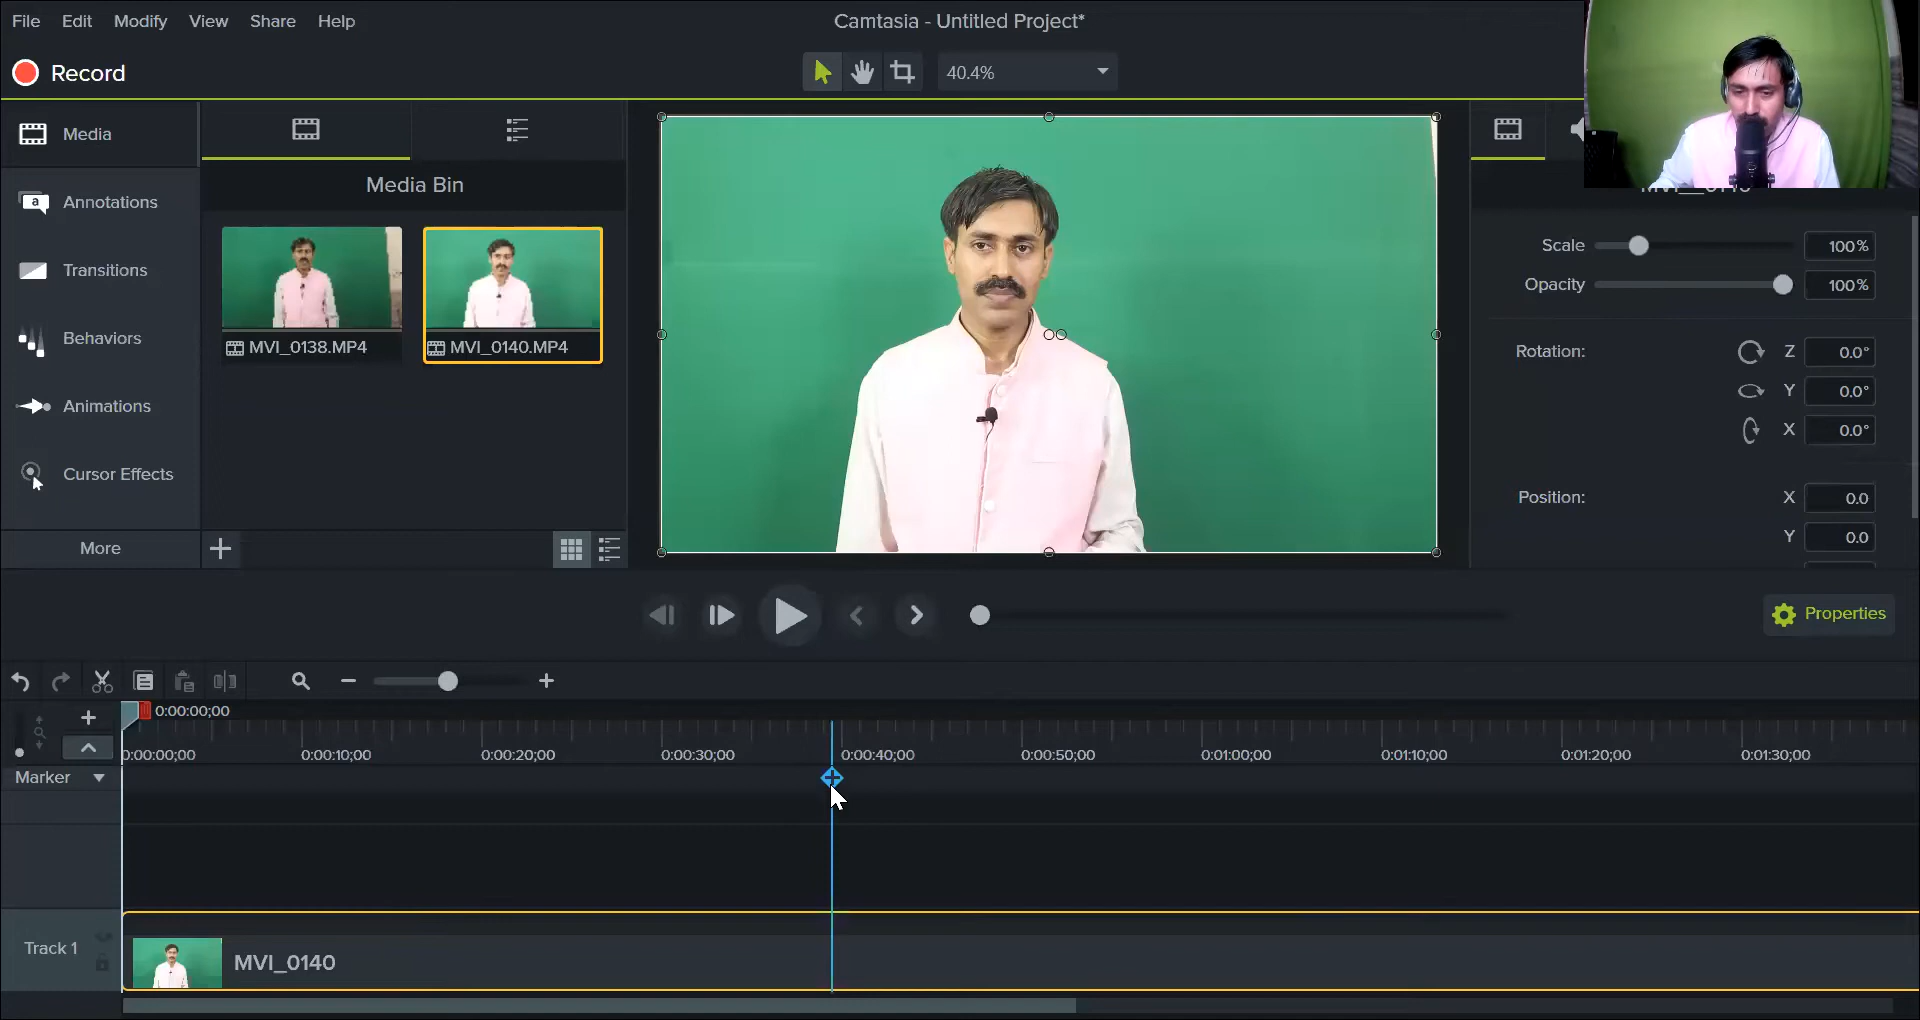 File Edit Modify View Share Help
Camtasia - Untitled Project*
Record
40.4%
Media
Annotations
Transitions
Behaviors
Animations
Cursor Effects
More
Media Bin
MVI_0138.MP4
MVI_0140.MP4
Scale 100%
Opacity 100%
Rotation: Z 0.0°
Y 0.0°
X 0.0°
Position: X 0.0
Y 0.0
Properties
0:00:00;00
0:00:00;00 0:00:10;00 0:00:20;00 0:00:30;00 0:00:40;00 0:00:50;00 0:01:00;00 0:01:10;00 0:01:20;00 0:01:30;00
Marker
Track 1
MVI_0140